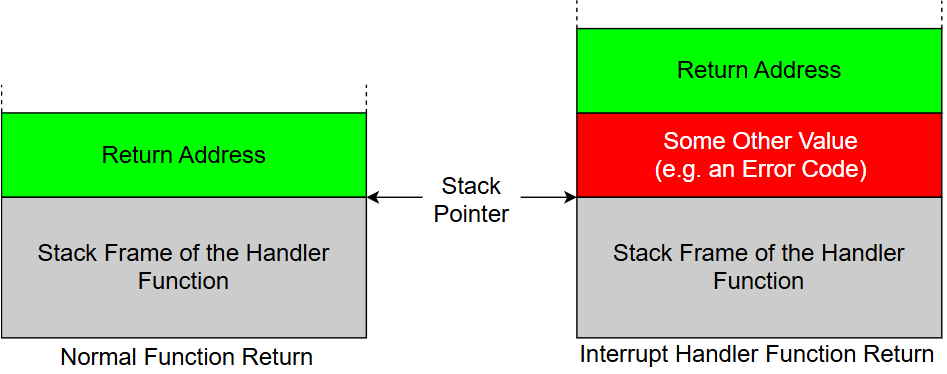 Return Address
Stack Frame of the Handler
Function
Normal Function Return
Stack
Pointer
Return Address
Some Other Value
(e.g. an Error Code)
Stack Frame of the Handler
Function
Interrupt Handler Function Return